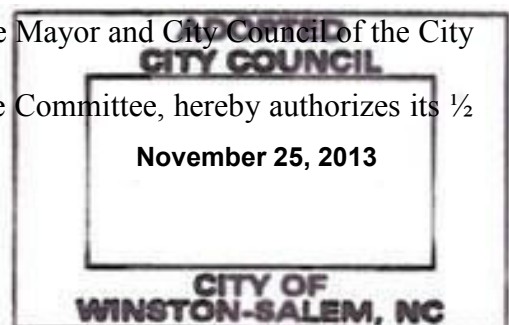 e Mayor and City Council of the City
ADOPTED
CITY COUNCIL
e Committee, hereby authorizes its ½
November 25, 2013
CITY OF
WINSTON-SALEM, NC